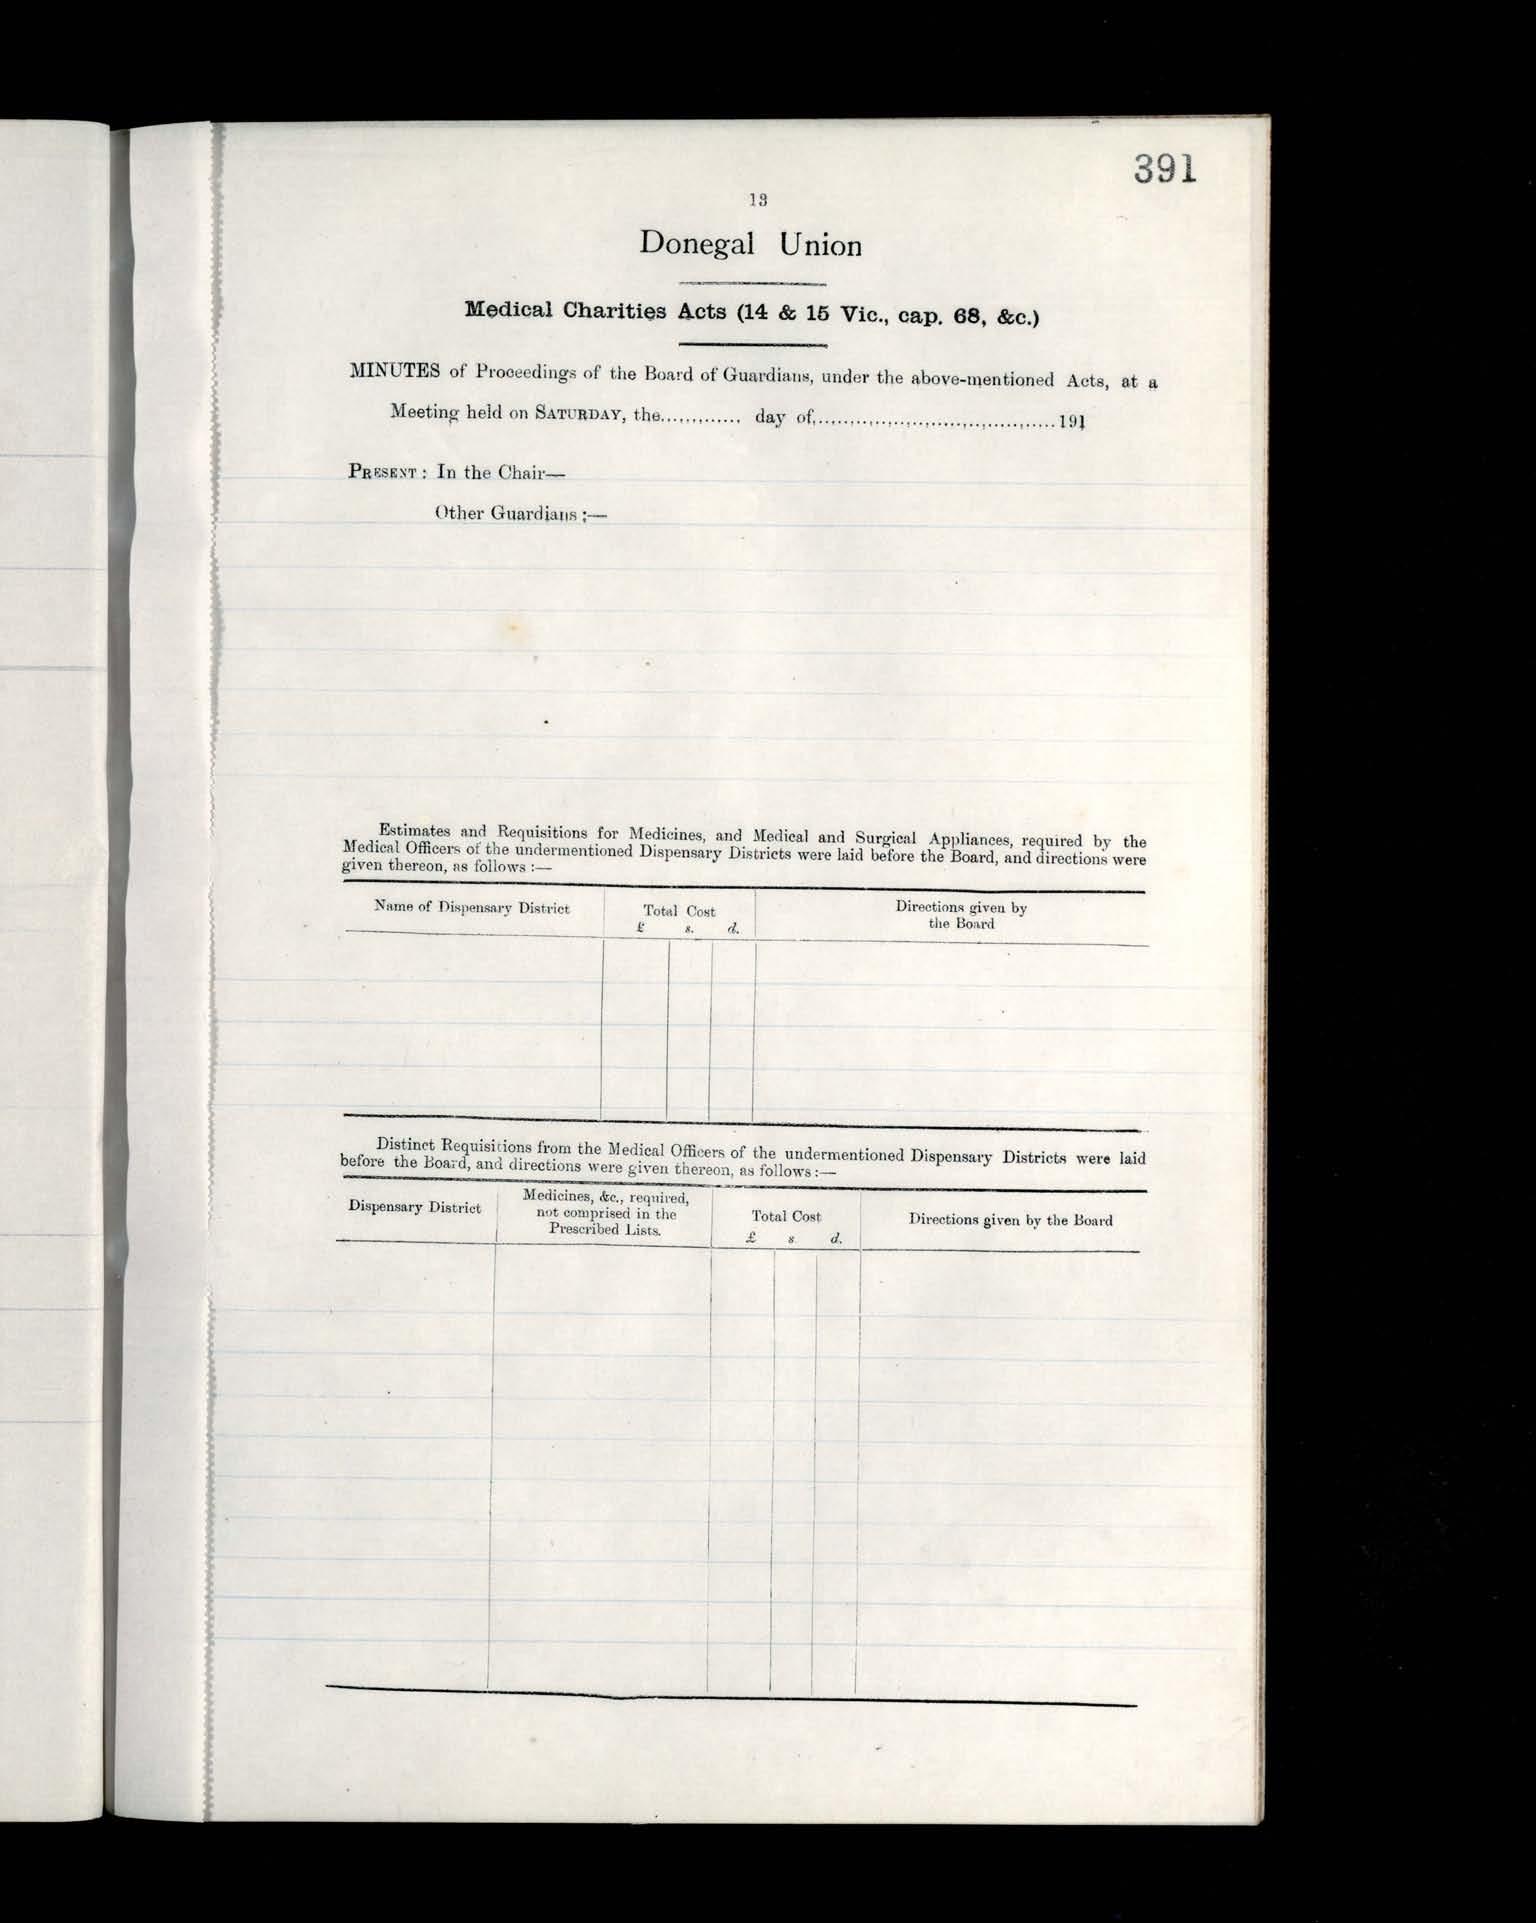 391
13
Donegal Union
Medical Charities Acts (14 & 15 Vic., cap. 68, &c.)
MINUTES of Proceedings of the Board of Guardians, under the above-mentioned Acts, at a
Meeting held on SATURDAY, the............. day of,......................................191
PRESENT : In the Chair—
Other Guardians :—
Estimates and Requisitions for Medicines, and Medical and Surgical Appliances, required by the
Medical Officers of the undermentioned Dispensary Districts were laid before the Board, and directions were
given thereon, as follows :—
Name of Dispensary District
Total Cost
£ s. d.
Directions given by
the Board
Distinct Requisitions from the Medical Officers of the undermentioned Dispensary Districts were laid
before the Board, and directions were given thereon, as follows :—
Dispensary District
Medicines, &c., required,
not comprised in the
Prescribed Lists.
Total Cost
£ s. d.
Directions given by the Board